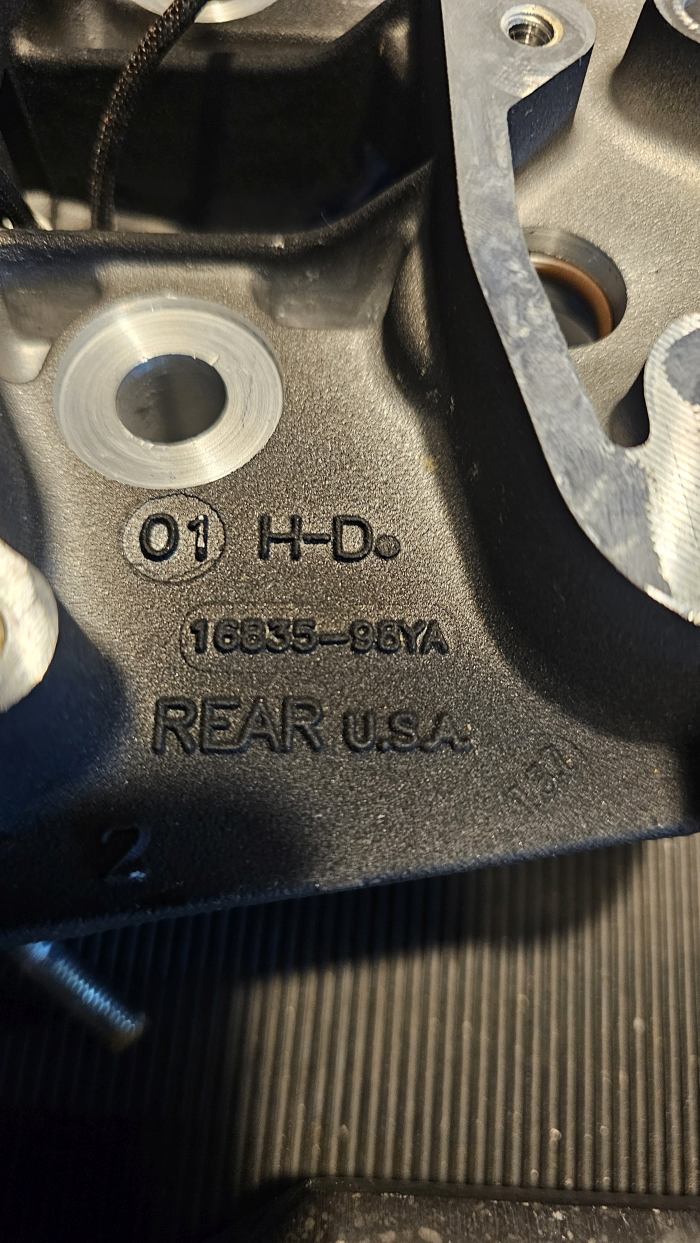 01 H-D
16835-98YA
REAR U.S.A.
2